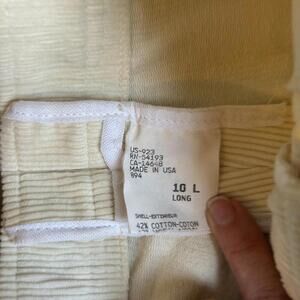 US-923
RN-54193
CA-14648
MADE IN USA
894
10 L
LONG
SHELL-EXTERIEUR
42% COTTON-COTON